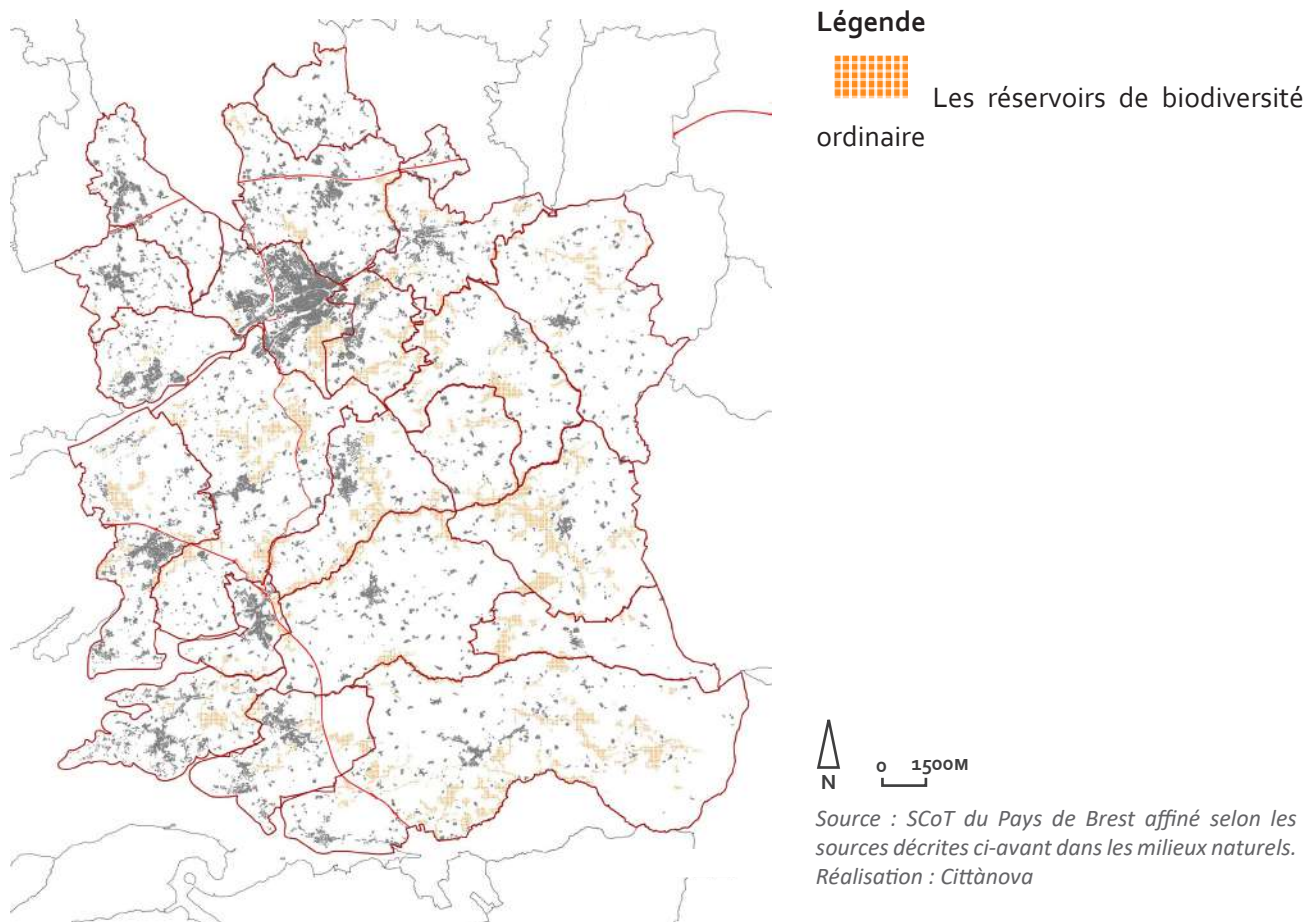 Légende
Les réservoirs de biodiversité
ordinaire
N
0 1500M
Source : SCoT du Pays de Brest affiné selon les
sources décrites ci-avant dans les milieux naturels.
Réalisation : Cittànova